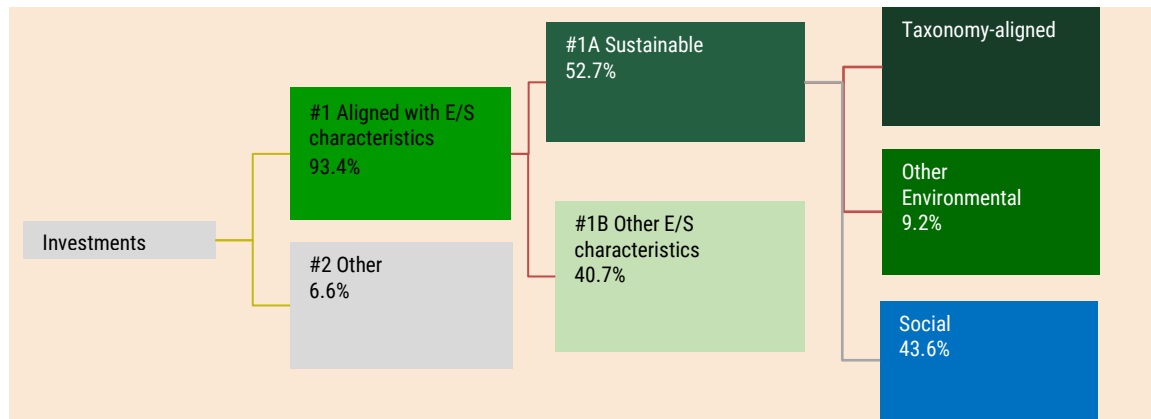 Investments
#1 Aligned with E/S
characteristics
93.4%
#2 Other
6.6%
#1A Sustainable
52.7%
#1B Other E/S
characteristics
40.7%
Taxonomy-aligned
Other
Environmental
9.2%
Social
43.6%